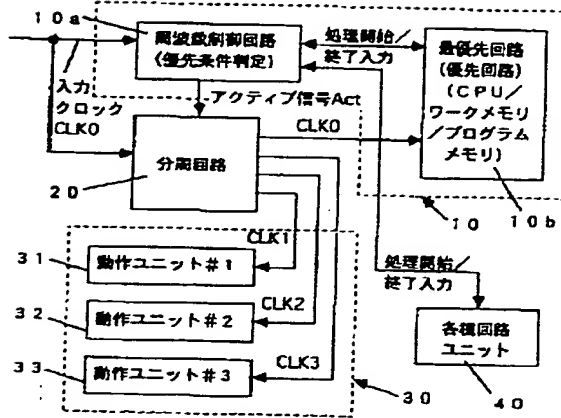 10a
周波数制御回路
(優先条件判定)
処理開始/
終了入力
最優先回路
(優先回路)
(CPU/
ワークメモリ
/プログラム
メモリ)
入力
クロック
CLK0
アクティブ信号Act
CLK0
分周回路
20
10
10b
CLK1
31
動作ユニット#1
処理開始/
終了入力
CLK2
32
動作ユニット#2
各種回路
ユニット
CLK3
33
動作ユニット#3
30
40